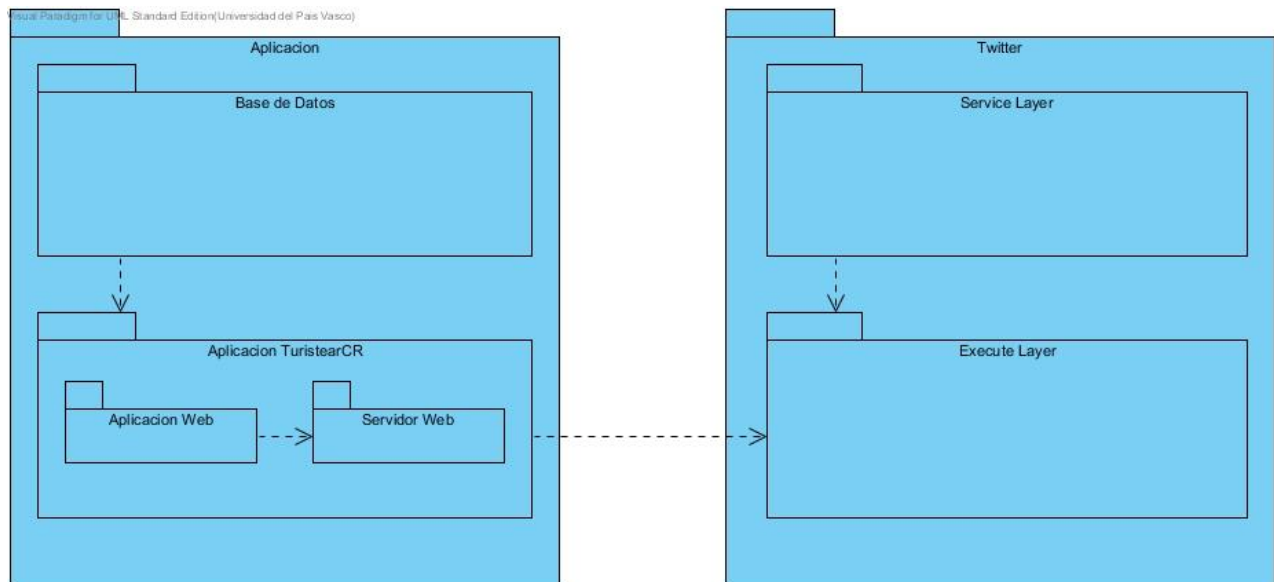 Visual Paradigm for UML Standard Edition(Universidad del Pais Vasco)
Aplicacion
Base de Datos
Aplicacion TuristearCR
Aplicacion Web
Servidor Web
Twitter
Service Layer
Execute Layer